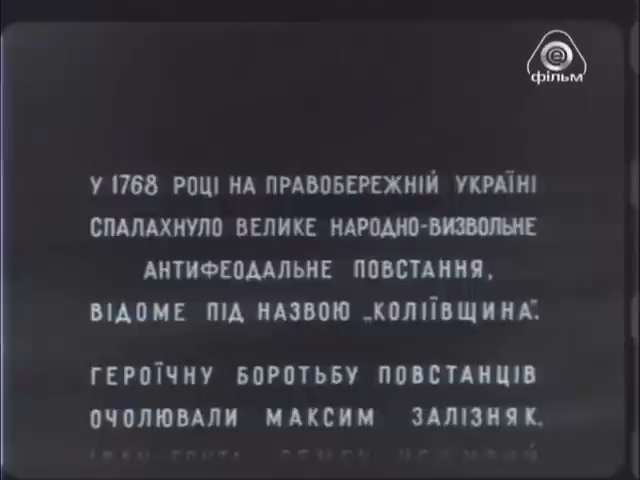 фільм
У 1768 РОЦІ НА ПРАВОБЕРЕЖНІЙ УКРАЇНІ
СПАЛАХНУЛО ВЕЛИКЕ НАРОДНО-ВИЗВОЛЬНЕ
АНТИФЕОДАЛЬНЕ ПОВСТАННЯ,
ВІДОМЕ ПІД НАЗВОЮ „КОЛІЇВЩИНА".
ГЕРОЇЧНУ БОРОТЬБУ ПОВСТАНЦІВ
ОЧОЛЮВАЛИ МАКСИМ ЗАЛІЗНЯК,